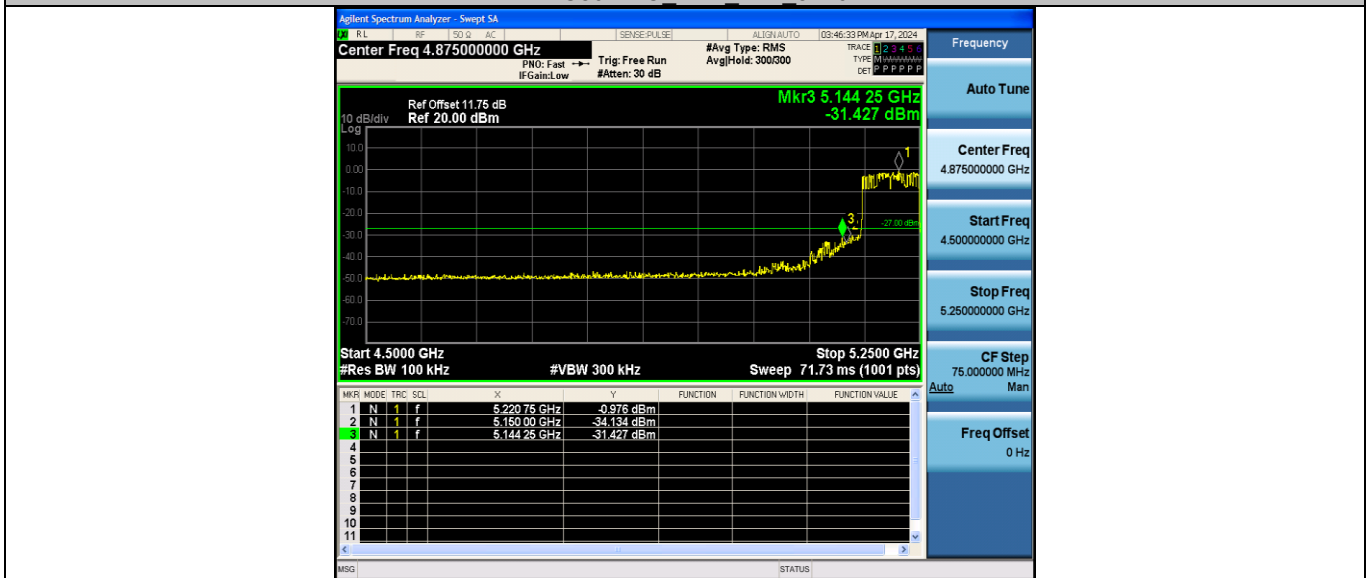 Agilent Spectrum Analyzer - Swept SA
RL RF 50 Ω AC SENSE:PULSE ALIGNAUTO 03:46:33 PM Apr 17, 2024
Center Freq 4.875000000 GHz
PNO: Fast
IFGain:Low
Trig: Free Run
#Atten: 30 dB
#Avg Type: RMS
Avg|Hold: 300/300
TRACE 1 2 3 4 5 6
TYPE M
DET P P P P P P
Mkr3 5.144 25 GHz
-31.427 dBm
Ref Offset 11.75 dB
10 dB/div Ref 20.00 dBm
Log
10.0
0.00
-10.0
-20.0
-30.0
-40.0
-50.0
-60.0
-70.0
1
3
-27.00 dBm
Start 4.5000 GHz Stop 5.2500 GHz
#Res BW 100 kHz #VBW 300 kHz Sweep 71.73 ms (1001 pts)
MKR MODE TRC SCL X Y FUNCTION FUNCTION WIDTH FUNCTION VALUE
1 N 1 f 5.220 75 GHz -0.976 dBm
2 N 1 f 5.150 00 GHz -34.134 dBm
3 N 1 f 5.144 25 GHz -31.427 dBm
4
5
6
7
8
9
10
11
MSG STATUS
Frequency
Auto Tune
Center Freq
4.875000000 GHz
Start Freq
4.500000000 GHz
Stop Freq
5.250000000 GHz
CF Step
75.000000 MHz
Auto Man
Freq Offset
0 Hz